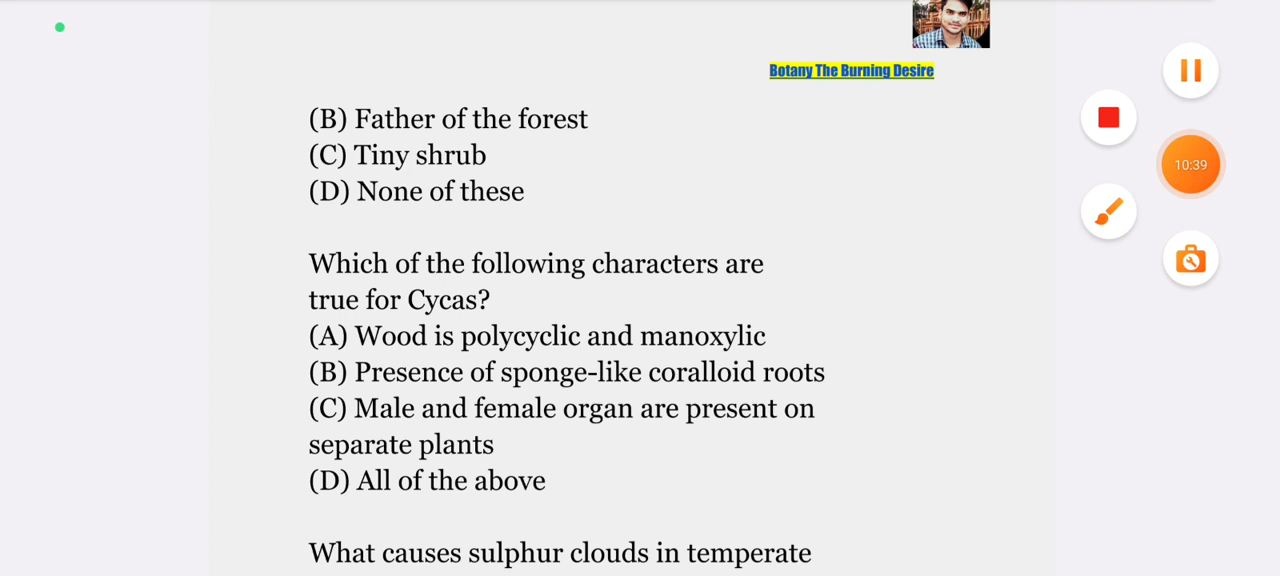 Botany The Burning Desire
(B) Father of the forest
(C) Tiny shrub
(D) None of these
Which of the following characters are
true for Cycas?
(A) Wood is polycyclic and manoxylic
(B) Presence of sponge-like coralloid roots
(C) Male and female organ are present on
separate plants
(D) All of the above
What causes sulphur clouds in temperate
10:39